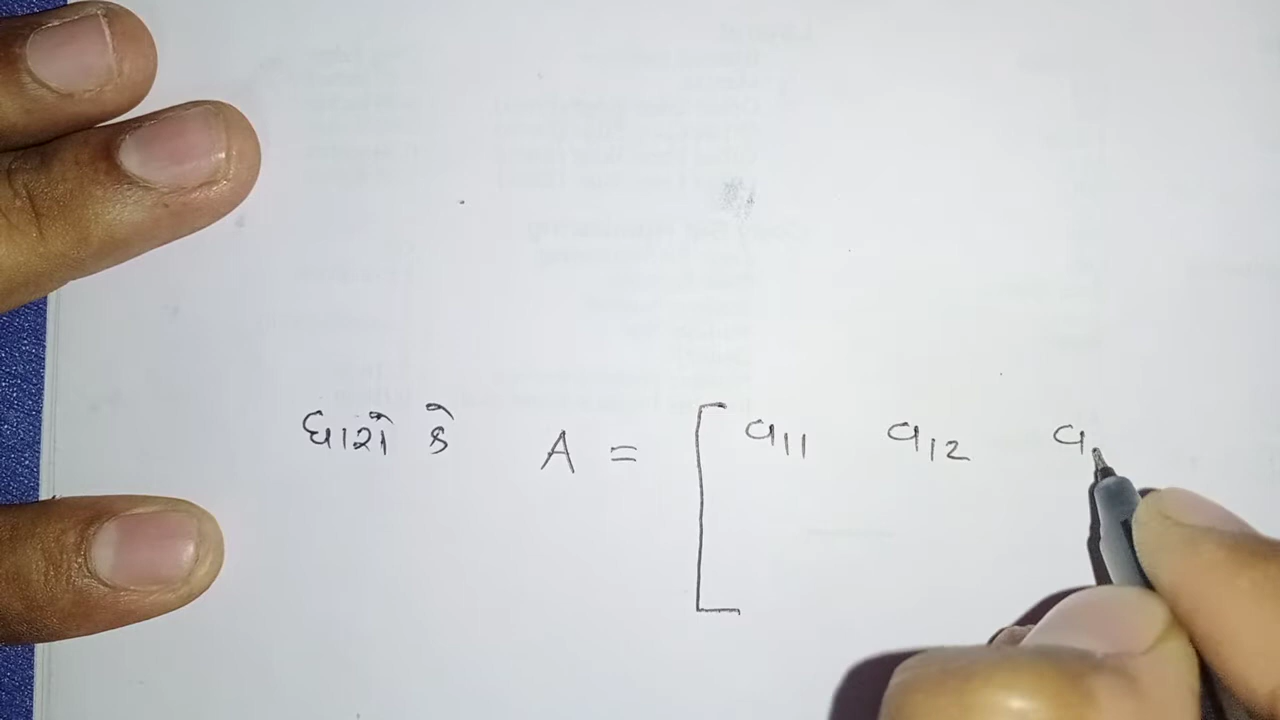 ધારો કે A = [ a₁₁ a₁₂ a